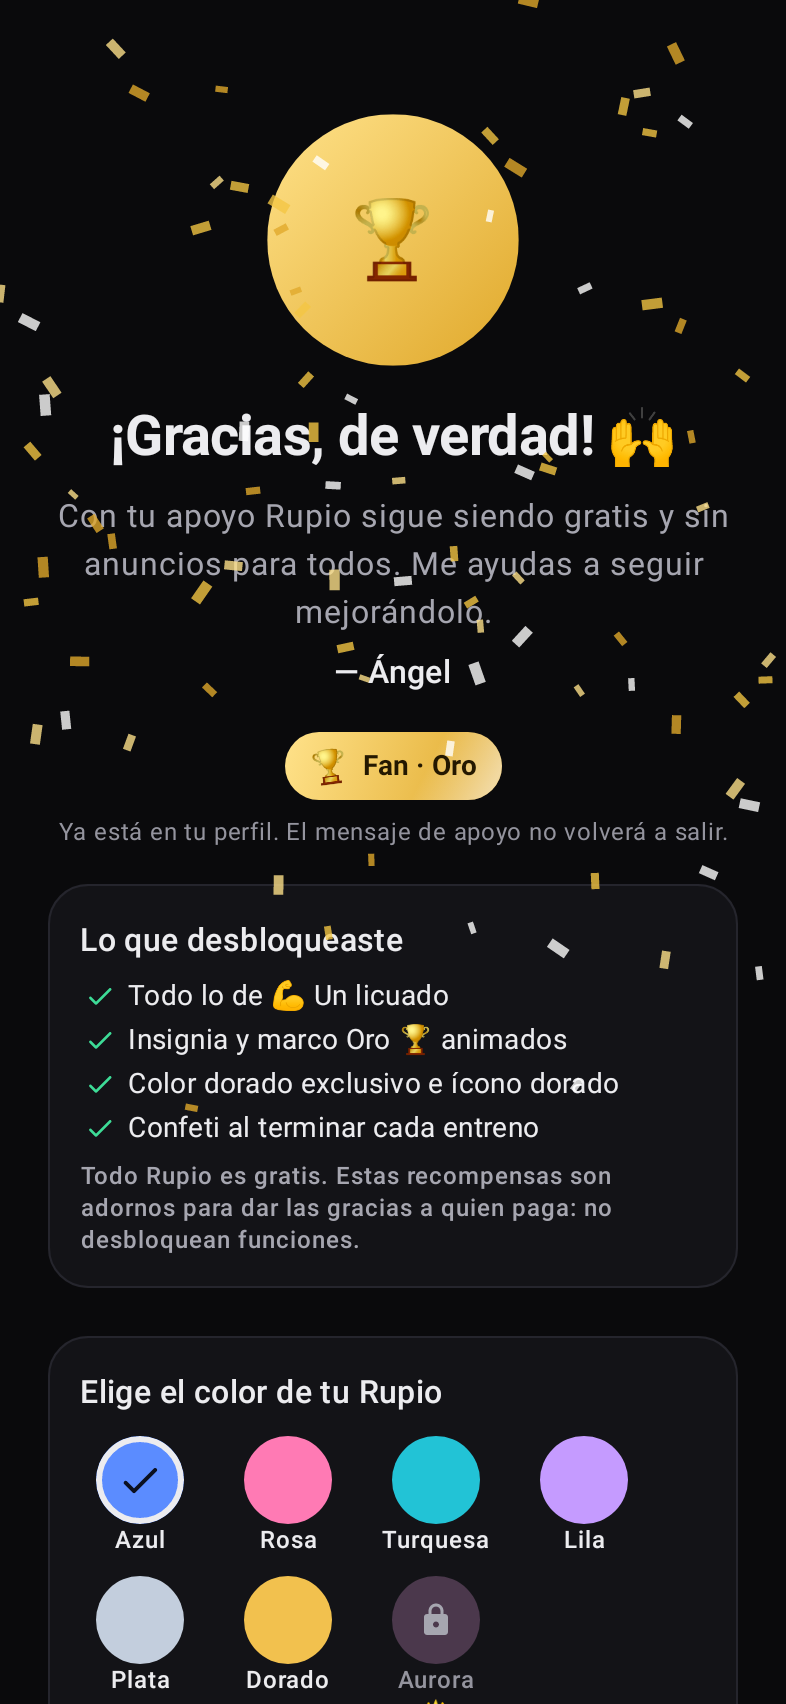 ¡Gracias, de verdad! 🙌
Con tu apoyo Rupio sigue siendo gratis y sin
anuncios para todos. Me ayudas a seguir
mejorándolo.
— Ángel
🏆 Fan · Oro
Ya está en tu perfil. El mensaje de apoyo no volverá a salir.
Lo que desbloqueaste
Todo lo de 💪 Un licuado
Insignia y marco Oro 🏆 animados
Color dorado exclusivo e ícono dorado
Confeti al terminar cada entreno
Todo Rupio es gratis. Estas recompensas son
adornos para dar las gracias a quien paga: no
desbloquean funciones.
Elige el color de tu Rupio
Azul
Rosa
Turquesa
Lila
Plata
Dorado
Aurora